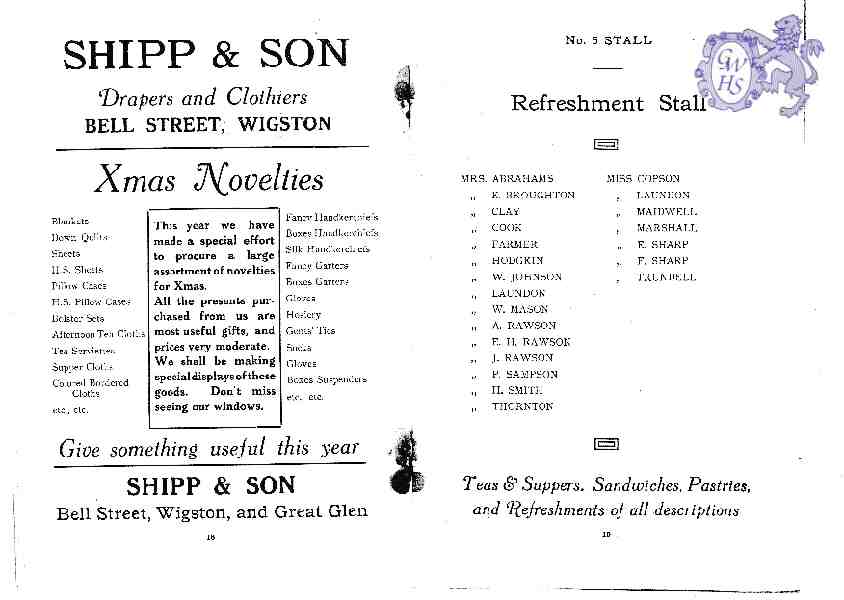 SHIPP & SON
Drapers and Clothiers
BELL STREET, WIGSTON
Xmas Novelties
Blankets
Down Quilts
Sheets
H.S. Sheets
Pillow Cases
H.S. Pillow Cases
Bolster Sets
Afternoon Tea Cloths
Tea Serviettes
Supper Cloths
Colored Bordered
Cloths
etc., etc.
This year we have
made a special effort
to procure a large
assortment of novelties
for Xmas.
All the presents pur-
chased from us are
most useful gifts, and
prices very moderate.
We shall be making
special displays of these
goods. Don't miss
seeing our windows.
Fancy Handkerchiefs
Boxes Handkerchiefs
Silk Handkerchiefs
Fancy Garters
Boxes Garters
Gloves
Hosiery
Gents' Ties
Socks
Gloves
Boxes Suspenders
etc., etc.
Give something useful this year
SHIPP & SON
Bell Street, Wigston, and Great Glen
18
No. 5 STALL
Refreshment Stall
MRS. ABRAHAMS
„ E. BROUGHTON
„ CLAY
„ COOK
„ FARMER
„ HODGKIN
„ W. JOHNSON
„ LAUNDON
„ W. MASON
„ A. RAWSON
„ E. H. RAWSON
„ J. RAWSON
„ P. SAMPSON
„ H. SMITH
„ THORNTON
MISS COPSON
„ LAUNDON
„ MAIDWELL
„ MARSHALL
„ E. SHARP
„ F. SHARP
„ TRUNDELL
Teas & Suppers, Sandwiches, Pastries,
and Refreshments of all descriptions
19
GW
HS